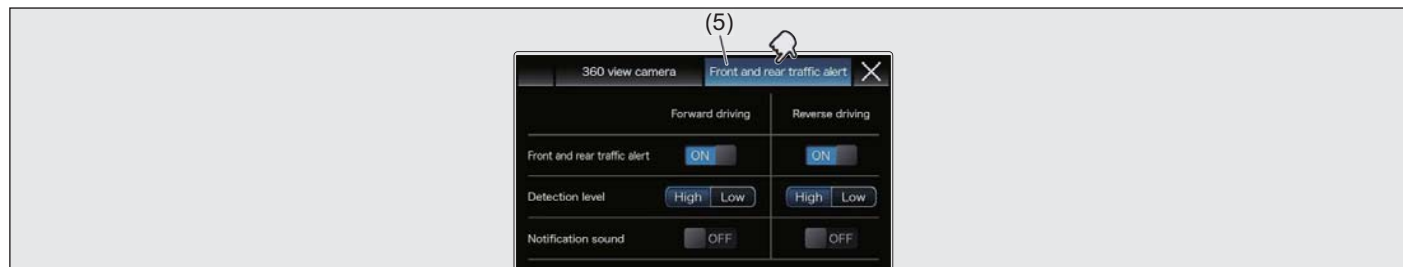 (5)
360 view camera Front and rear traffic alert
Forward driving Reverse driving
Front and rear traffic alert ON ON
Detection level High Low High Low
Notification sound OFF OFF